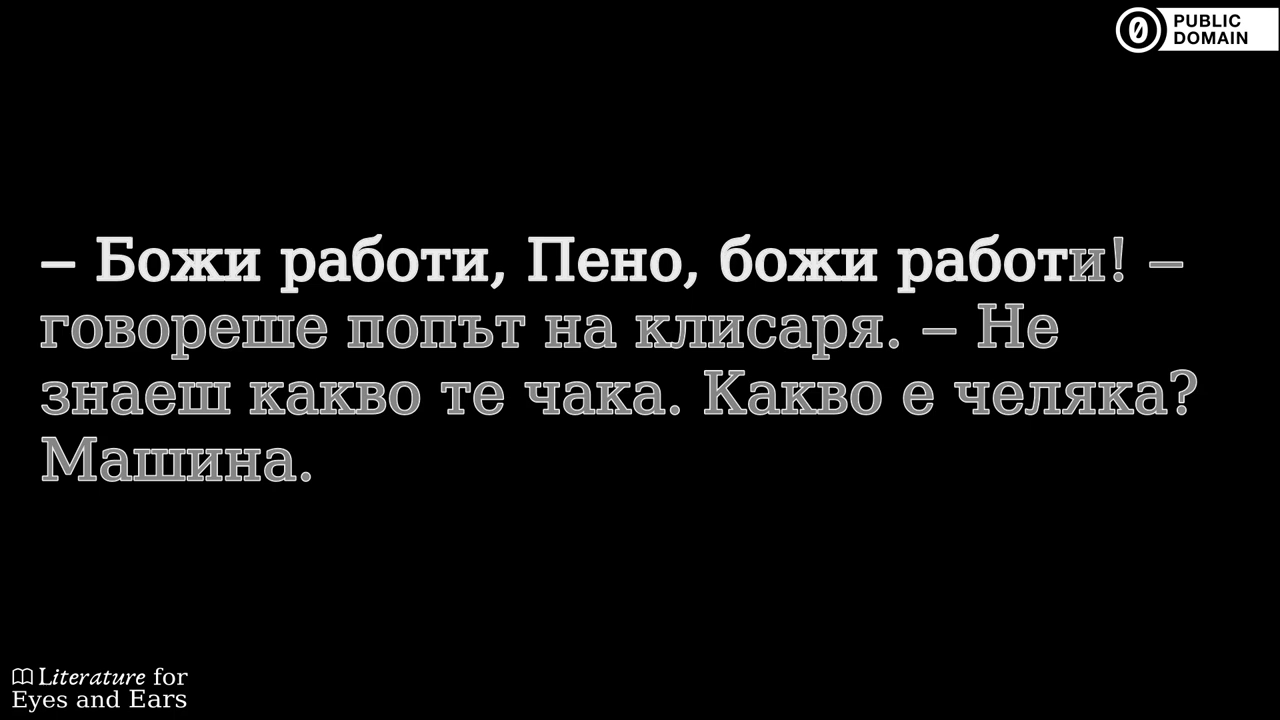 PUBLIC
DOMAIN
– Божи работи, Пено, божи работи! –
говореше попът на клисаря. – Не
знаеш какво те чака. Какво е челяка?
Машина.
Literature for
Eyes and Ears